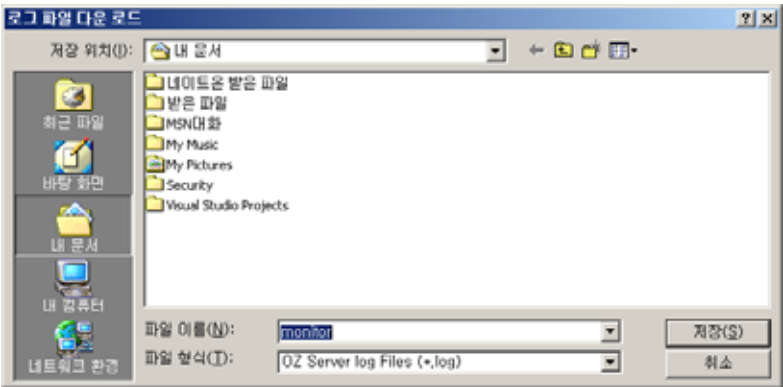 로그 파일 다운 로드
저장 위치(I): 내 문서
네이트온 받은 파일
받은 파일
MSN대화
My Music
My Pictures
Security
Visual Studio Projects
최근 파일
바탕 화면
내 문서
내 컴퓨터
네트워크 환경
파일 이름(N): monitor 저장(S)
파일 형식(T): OZ Server log Files (*.log) 취소